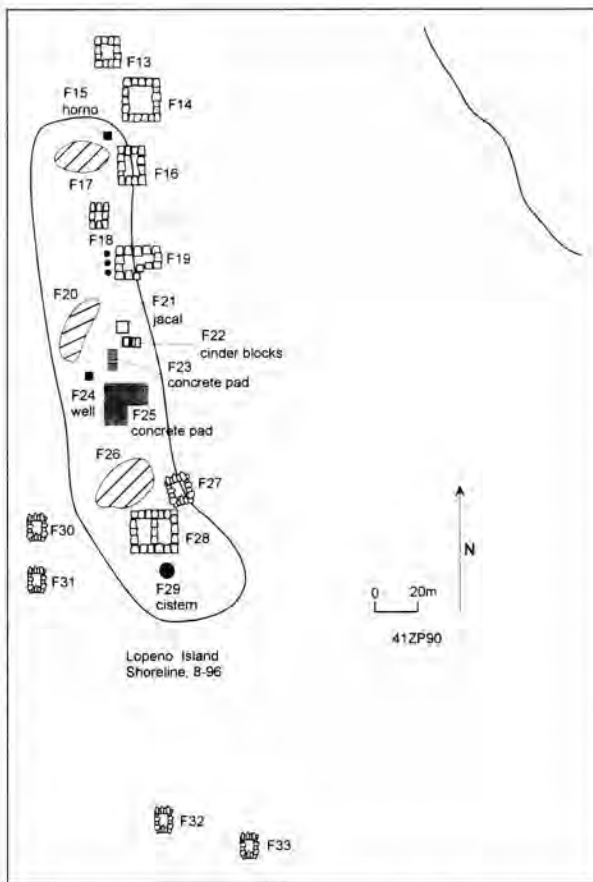 F13
F14
F15
horno
F16
F17
F18
F19
F20
F21
jacal
F22
cinder blocks
F23
concrete pad
F24
well
F25
concrete pad
F26
F27
F28
F29
cistern
F30
F31
N
0 20m
41ZP90
Lopeno Island
Shoreline, 8-96
F32
F33